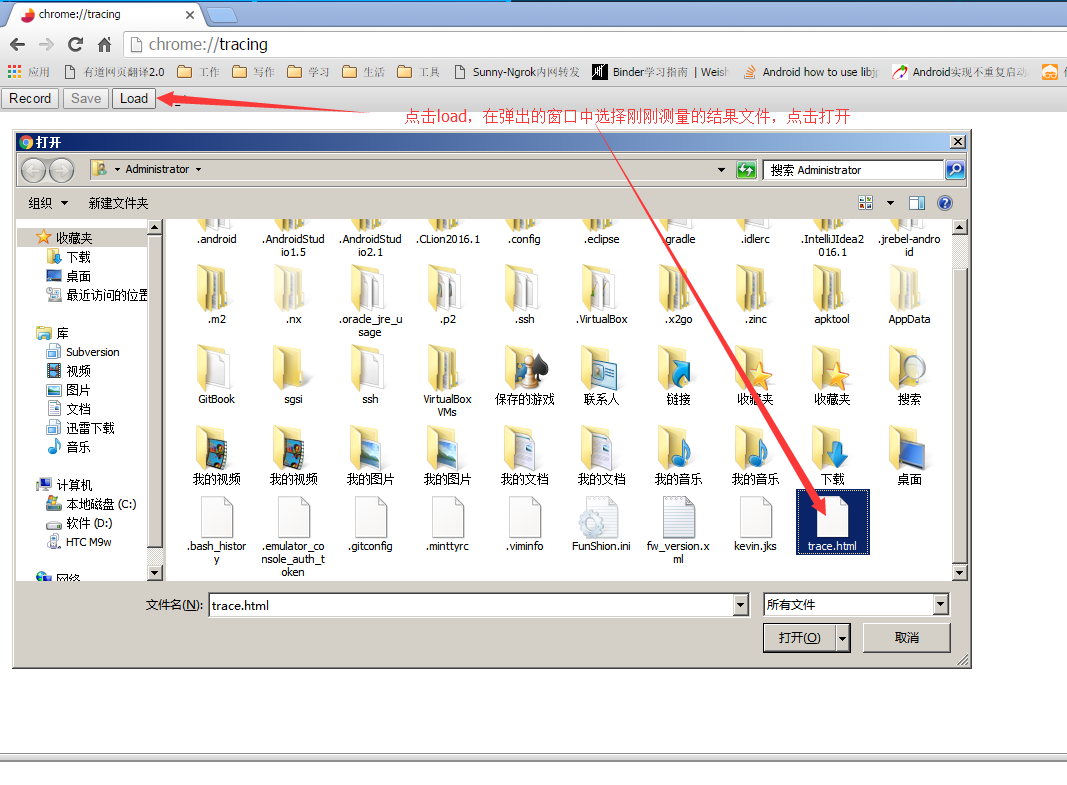 chrome://tracing
chrome://tracing
应用 有道网页翻译2.0 工作 写作 学习 生活 工具 Sunny-Ngrok内网转发 Binder学习指南 | Weish Android how to use libjp Android实现不重复启动
Record Save Load
点击load，在弹出的窗口中选择刚刚测量的结果文件，点击打开
打开
Administrator 搜索 Administrator
组织 新建文件夹
收藏夹
下载
桌面
最近访问的位置
库
Subversion
视频
图片
文档
迅雷下载
音乐
计算机
本地磁盘 (C:)
软件 (D:)
HTC M9w
网络
.android .AndroidStudio1.5 .AndroidStudio2.1 .CLion2016.1 .config .eclipse .gradle .idlerc .IntelliJIdea2016.1 .jrebel-android
.m2 .nx .oracle_jre_usage .p2 .ssh .VirtualBox .x2go .zinc apktool AppData
GitBook sgsi ssh VirtualBox VMs 保存的游戏 联系人 链接 收藏夹 收藏夹 搜索
我的视频 我的视频 我的图片 我的图片 我的文档 我的文档 我的音乐 我的音乐 下载 桌面
.bash_history .emulator_console_auth_token .gitconfig .minttyrc .viminfo FunShion.ini fw_version.xml kevin.jks trace.html
文件名(N): trace.html 所有文件
打开(O) 取消